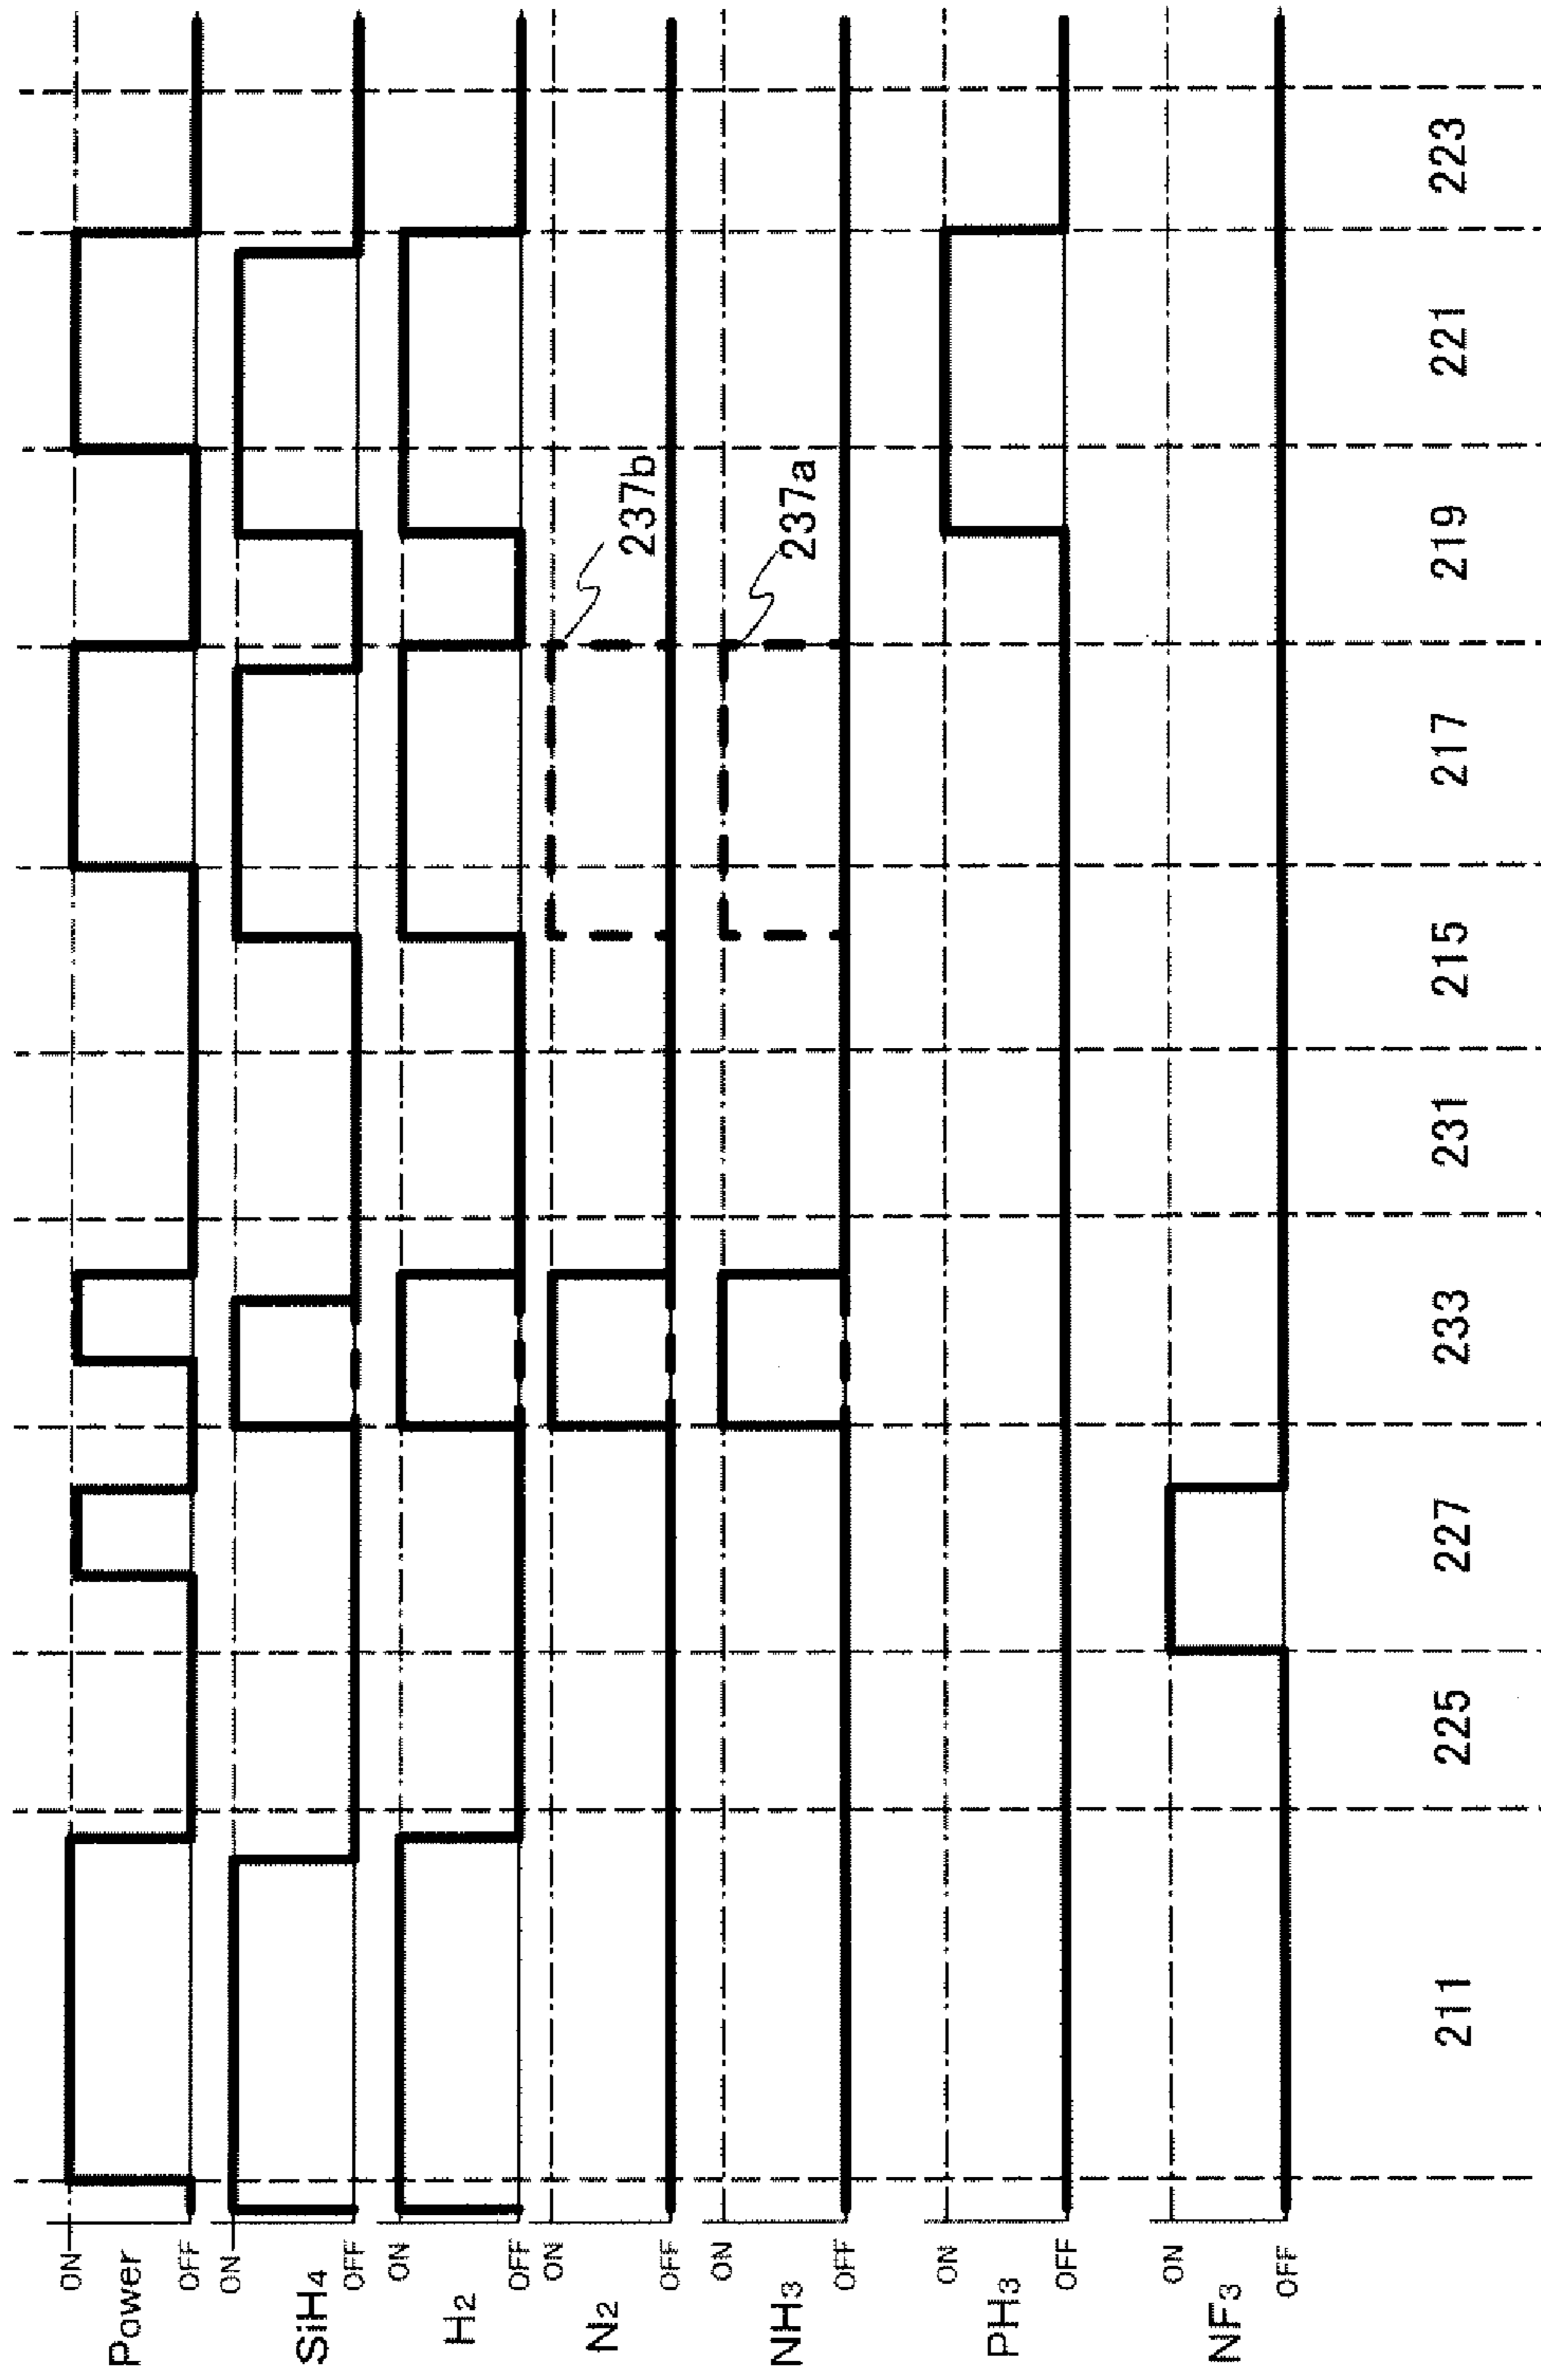 Power ON OFF
SiH4 ON OFF
H2 ON OFF
N2 ON OFF
NH3 ON OFF
PH3 ON OFF
NF3 ON OFF
237b
237a
211 225 227 233 231 215 217 219 221 223